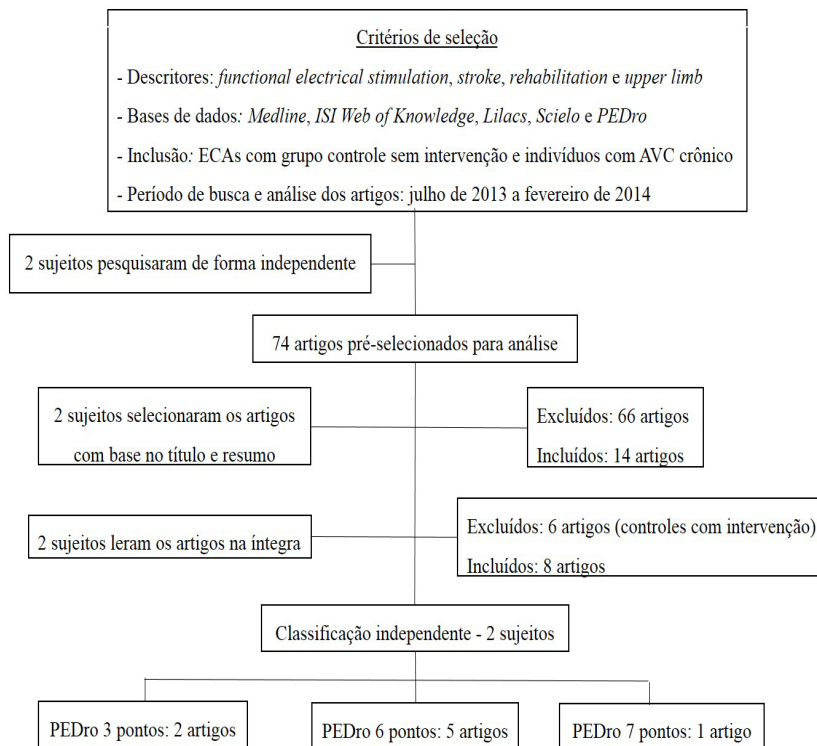 Critérios de seleção
- Descritores: functional electrical stimulation, stroke, rehabilitation e upper limb
- Bases de dados: Medline, ISI Web of Knowledge, Lilacs, Scielo e PEDro
- Inclusão: ECAs com grupo controle sem intervenção e indivíduos com AVC crônico
- Período de busca e análise dos artigos: julho de 2013 a fevereiro de 2014
2 sujeitos pesquisaram de forma independente
74 artigos pré-selecionados para análise
2 sujeitos selecionaram os artigos
com base no título e resumo
Excluídos: 66 artigos
Incluídos: 14 artigos
2 sujeitos leram os artigos na íntegra
Excluídos: 6 artigos (controles com intervenção)
Incluídos: 8 artigos
Classificação independente - 2 sujeitos
PEDro 3 pontos: 2 artigos
PEDro 6 pontos: 5 artigos
PEDro 7 pontos: 1 artigo